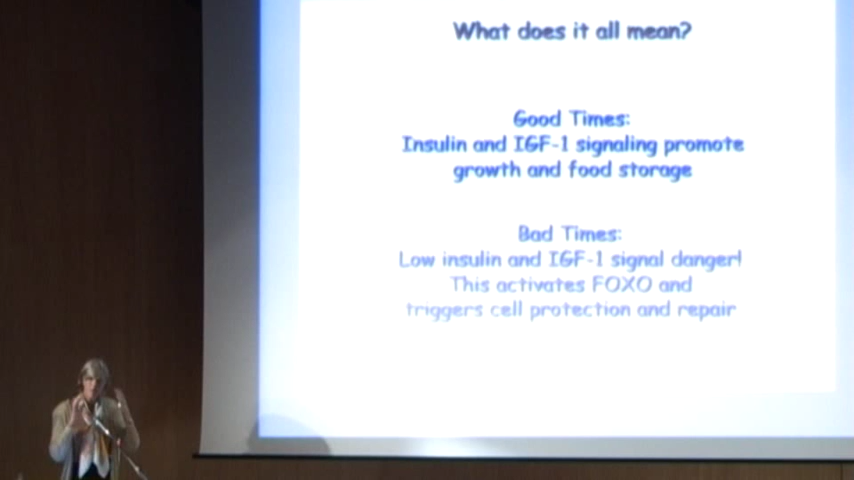 What does it all mean?
Good Times:
Insulin and IGF-1 signaling promote
growth and food storage
Bad Times:
Low insulin and IGF-1 signal danger!
This activates FOXO and
triggers cell protection and repair